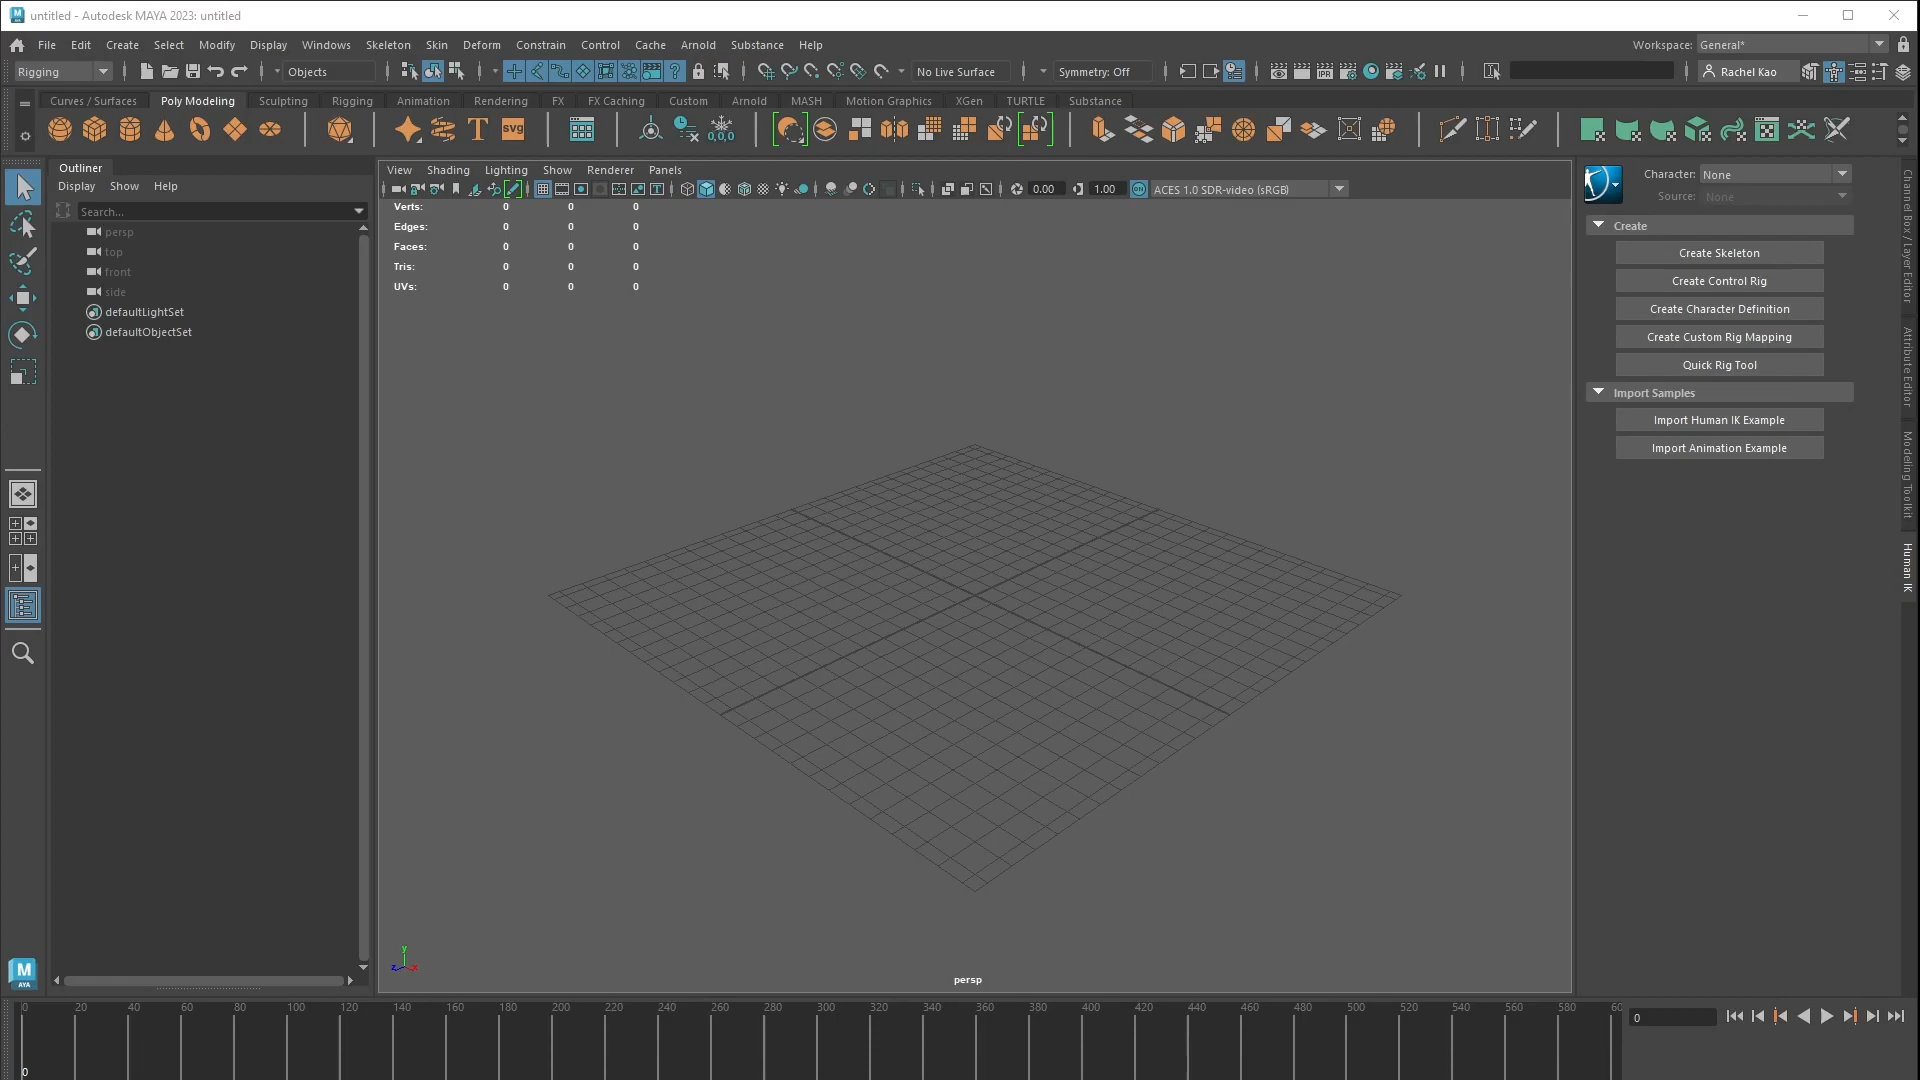 untitled - Autodesk MAYA 2023: untitled
File Edit Create Select Modify Display Windows Skeleton Skin Deform Constrain Control Cache Arnold Substance Help
Workspace: General*
Rigging Objects No Live Surface Symmetry: Off IPR Rachel Kao
Curves / Surfaces Poly Modeling Sculpting Rigging Animation Rendering FX FX Caching Custom Arnold MASH Motion Graphics XGen TURTLE Substance
T SVG 0,0,0
Outliner
Display Show Help
Search...
persp
top
front
side
defaultLightSet
defaultObjectSet
View Shading Lighting Show Renderer Panels
0.00 1.00 ON ACES 1.0 SDR-video (sRGB)
Verts: 0 0 0
Edges: 0 0 0
Faces: 0 0 0
Tris: 0 0 0
UVs: 0 0 0
y
z x
persp
Character: None
Source: None
Create
Create Skeleton
Create Control Rig
Create Character Definition
Create Custom Rig Mapping
Quick Rig Tool
Import Samples
Import Human IK Example
Import Animation Example
Channel Box / Layer Editor
Attribute Editor
Modeling Toolkit
Human IK
M
AYA
0 20 40 60 80 100 120 140 160 180 200 220 240 260 280 300 320 340 360 380 400 420 440 460 480 500 520 540 560 580 60
0
0